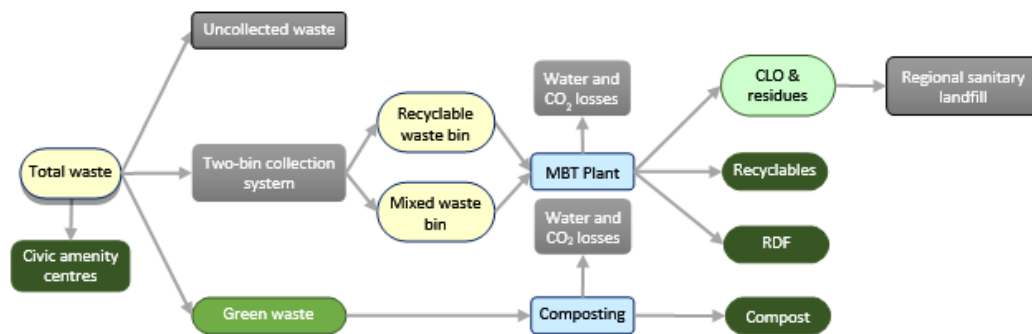 Uncollected waste
Water and
CO₂ losses
CLO &
residues
Regional sanitary
landfill
Recyclable
waste bin
Total waste
Two-bin collection
system
MBT Plant
Recyclables
Mixed waste
bin
Water and
CO₂ losses
RDF
Civic amenity
centres
Green waste
Composting
Compost